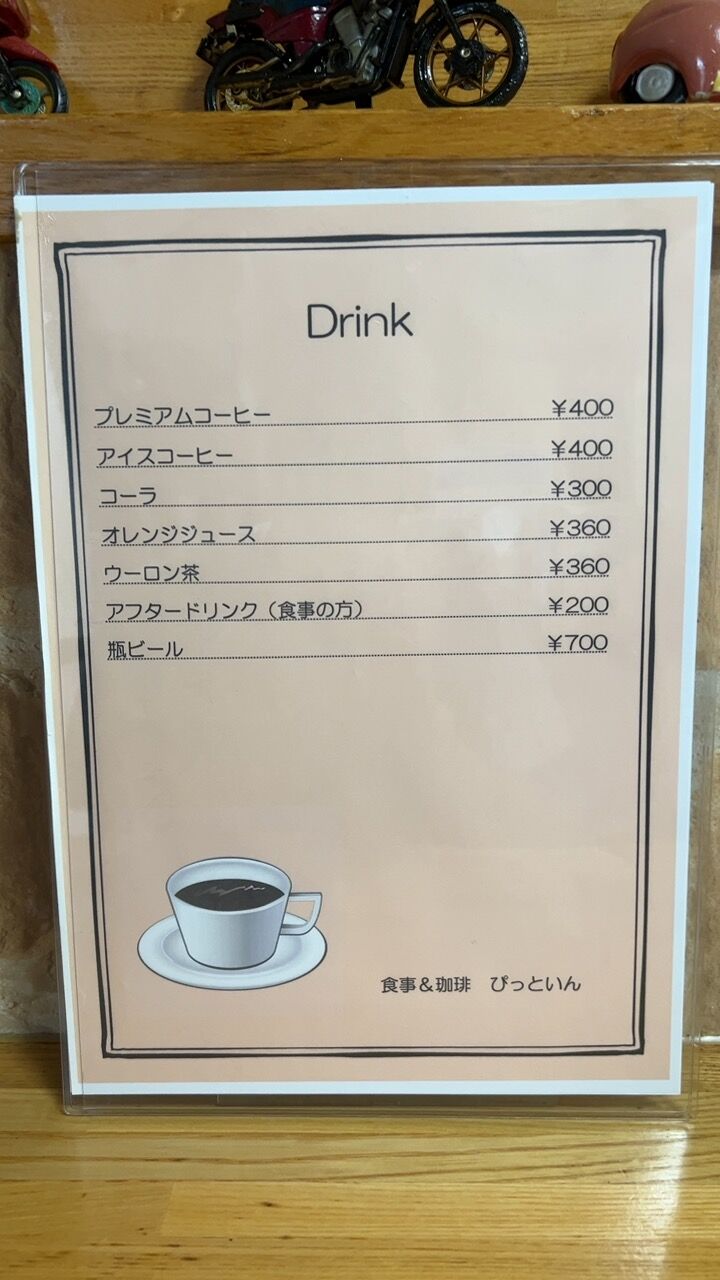 Drink
プレミアムコーヒー ¥400
アイスコーヒー ¥400
コーラ ¥300
オレンジジュース ¥360
ウーロン茶 ¥360
アフタードリンク（食事の方） ¥200
瓶ビール ¥700
食事＆珈琲　ぴっといん